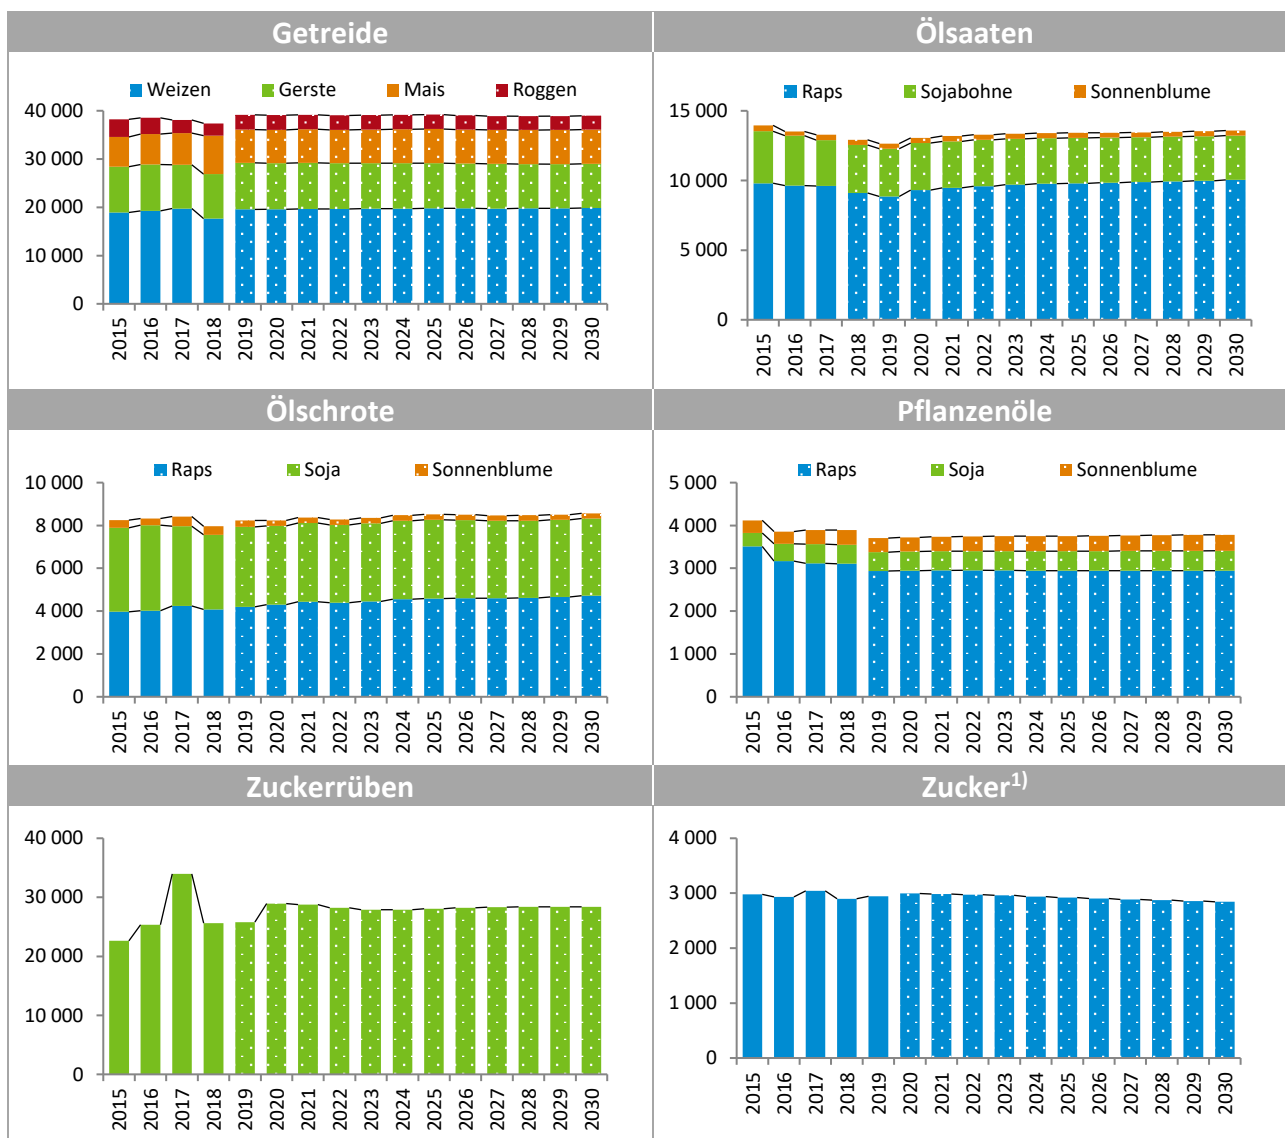 Getreide
Ölsaaten
Weizen Gerste Mais Roggen
40 000
30 000
20 000
10 000
0
2015 2016 2017 2018 2019 2020 2021 2022 2023 2024 2025 2026 2027 2028 2029 2030
Raps Sojabohne Sonnenblume
15 000
10 000
5 000
0
2015 2016 2017 2018 2019 2020 2021 2022 2023 2024 2025 2026 2027 2028 2029 2030
Ölschrote
Pflanzenöle
Raps Soja Sonnenblume
10 000
8 000
6 000
4 000
2 000
0
2015 2016 2017 2018 2019 2020 2021 2022 2023 2024 2025 2026 2027 2028 2029 2030
Raps Soja Sonnenblume
5 000
4 000
3 000
2 000
1 000
0
2015 2016 2017 2018 2019 2020 2021 2022 2023 2024 2025 2026 2027 2028 2029 2030
Zuckerrüben
Zucker1)
40 000
30 000
20 000
10 000
0
2015 2016 2017 2018 2019 2020 2021 2022 2023 2024 2025 2026 2027 2028 2029 2030
4 000
3 000
2 000
1 000
0
2015 2016 2017 2018 2019 2020 2021 2022 2023 2024 2025 2026 2027 2028 2029 2030